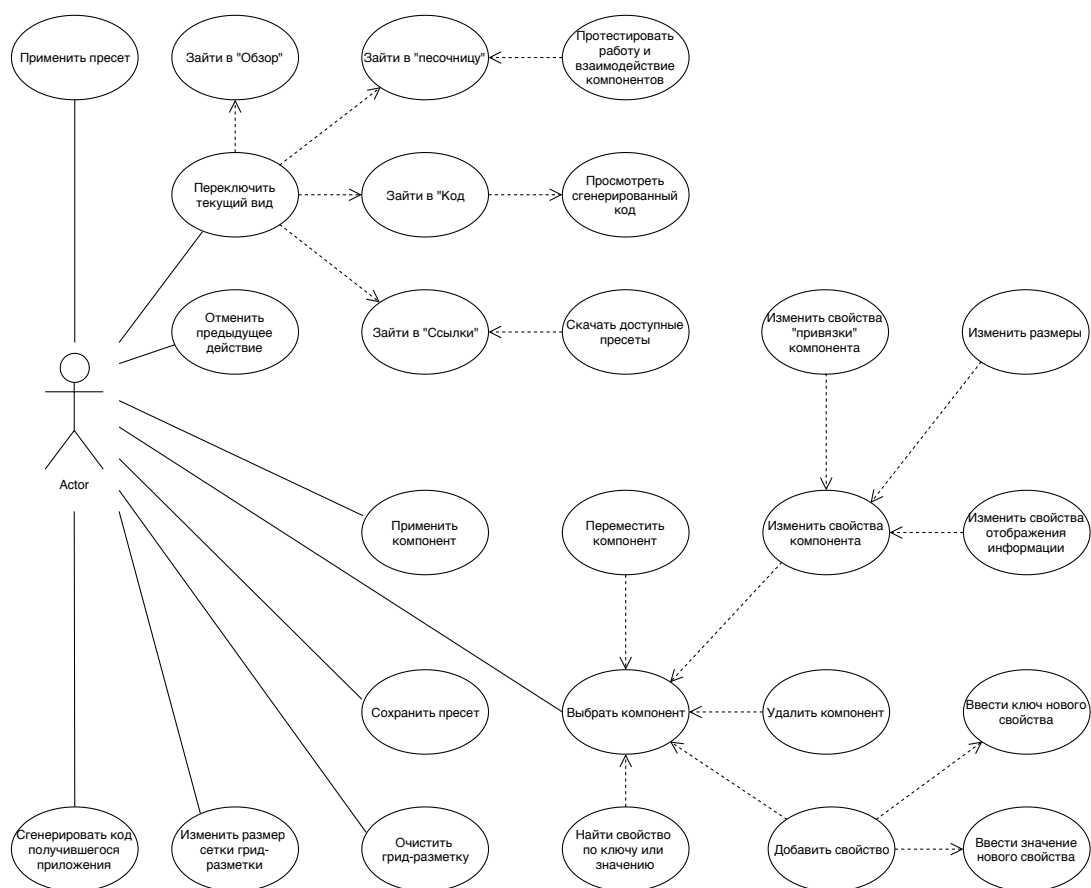 Применить пресет
Зайти в "Обзор"
Зайти в "песочницу"
Протестировать
работу и
взаимодействие
компонентов
Переключить
текущий вид
Зайти в "Код
Просмотреть
сгенерированный
код
Отменить
предыдущее
действие
Зайти в "Ссылки"
Скачать доступные
пресеты
Изменить свойства
"привязки"
компонента
Изменить размеры
Actor
Применить
компонент
Переместить
компонент
Изменить свойства
компонента
Изменить свойства
отображения
информации
Сохранить пресет
Выбрать компонент
Удалить компонент
Ввести ключ нового
свойства
Сгенерировать код
получившегося
приложения
Изменить размер
сетки грид-
разметки
Очистить
грид-разметку
Найти свойство
по ключу или
значению
Добавить свойство
Ввести значение
нового свойства